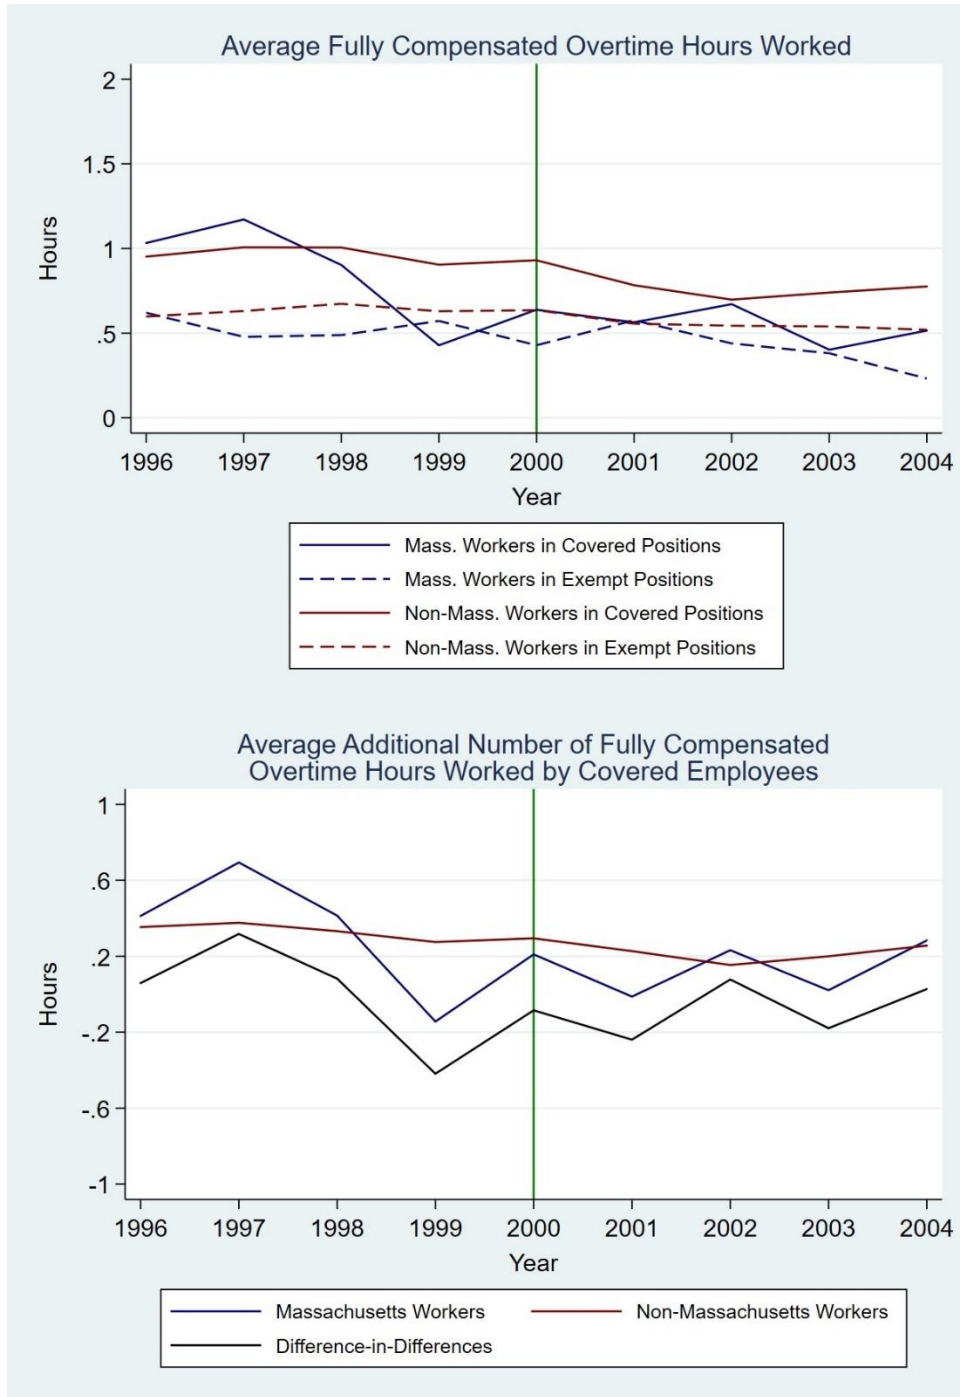 Average Fully Compensated Overtime Hours Worked
2
1.5
1
.5
0
Hours
1996 1997 1998 1999 2000 2001 2002 2003 2004
Year
Mass. Workers in Covered Positions
Mass. Workers in Exempt Positions
Non-Mass. Workers in Covered Positions
Non-Mass. Workers in Exempt Positions
Average Additional Number of Fully Compensated
Overtime Hours Worked by Covered Employees
1
.6
.2
-.2
-.6
-1
Hours
1996 1997 1998 1999 2000 2001 2002 2003 2004
Year
Massachusetts Workers Non-Massachusetts Workers
Difference-in-Differences